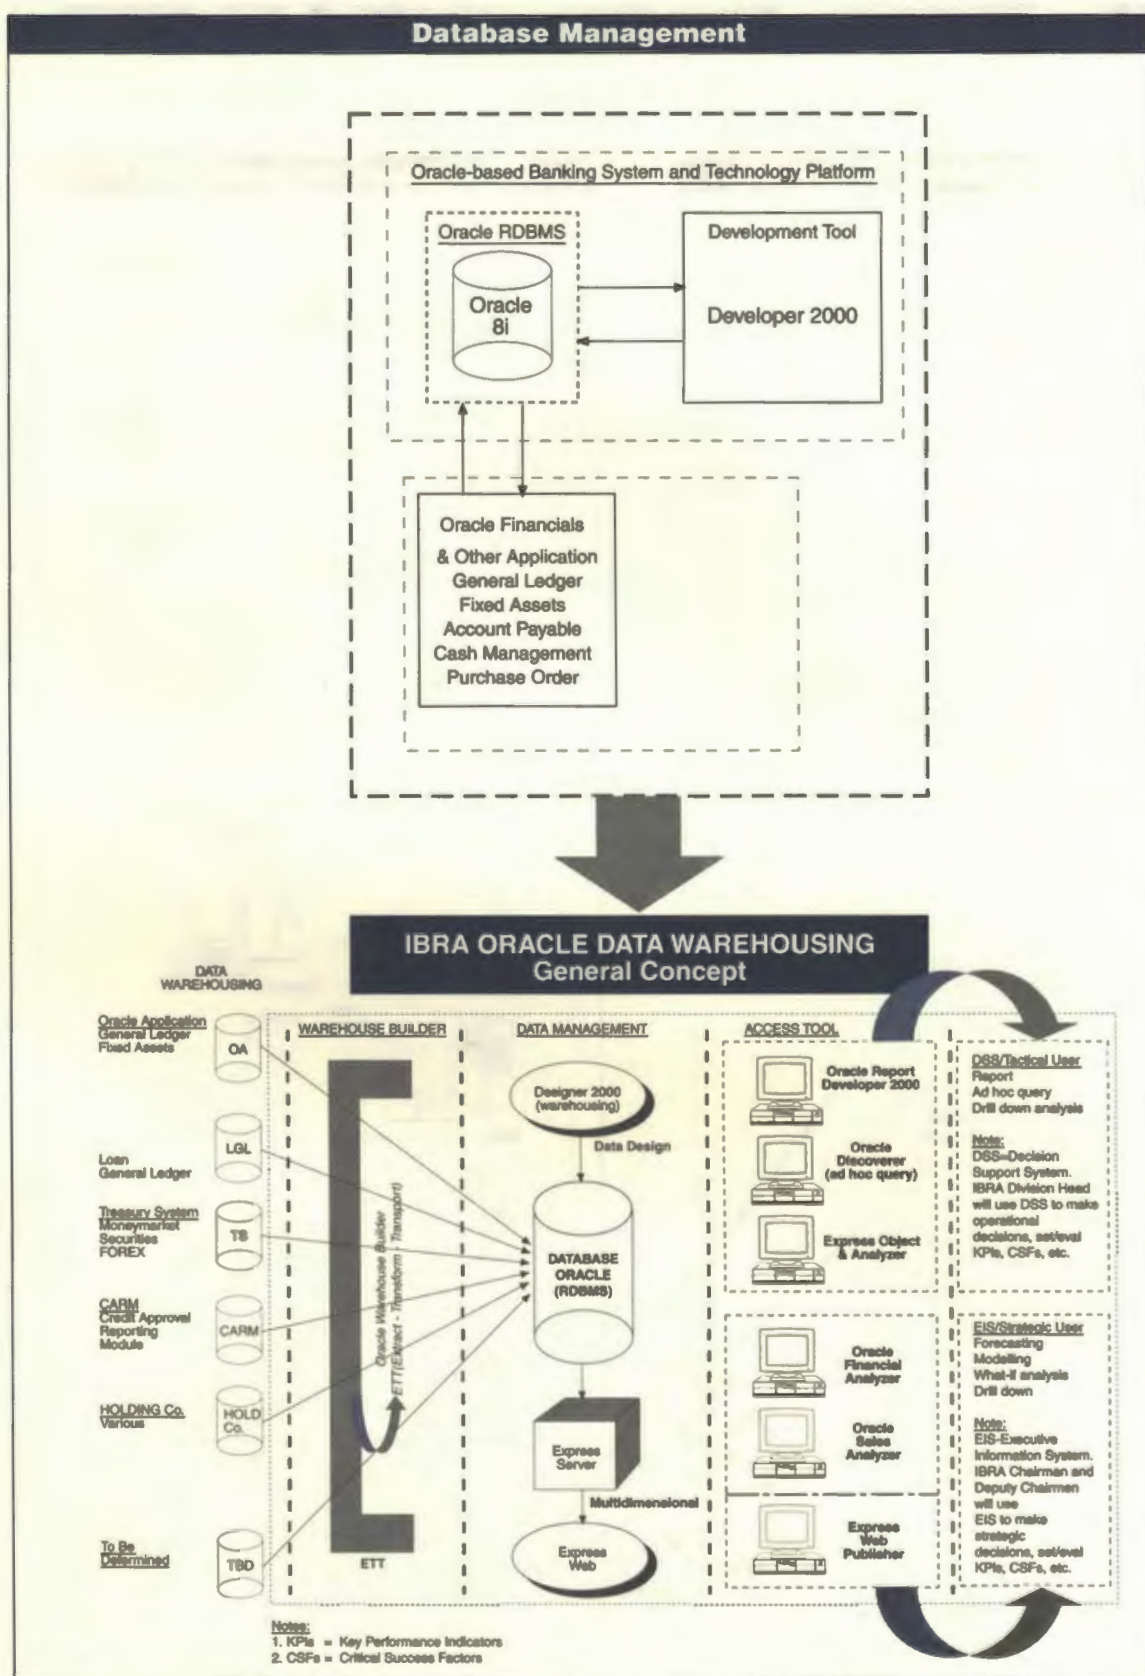 Database Management
Oracle-based Banking System and Technology Platform
Oracle RDBMS
Oracle
8i
Development Tool
Developer 2000
Oracle Financials
& Other Application
General Ledger
Fixed Assets
Account Payable
Cash Management
Purchase Order
IBRA ORACLE DATA WAREHOUSING
General Concept
DATA
WAREHOUSING
Oracle Application
General Ledger
Fixed Assets
OA
Loan
General Ledger
LGL
Treasury System
Moneymarket
Securities
FOREX
TS
CARM
Credit Approval
Reporting
Module
CARM
HOLDING Co.
Various
HOLD
Co.
To Be
Determined
TBD
WAREHOUSE BUILDER
Oracle Warehouse Builder
ETT(Extract - Transform - Transport)
ETT
DATA MANAGEMENT
Designer 2000
(warehousing)
Data Design
DATABASE
ORACLE
(RDBMS)
Express
Server
Multidimensional
Express
Web
ACCESS TOOL
Oracle Report
Developer 2000
Oracle
Discoverer
(ad hoc query)
Express Object
& Analyzer
Oracle
Financial
Analyzer
Oracle
Sales
Analyzer
Express
Web
Publisher
DSS/Tactical User
Report
Ad hoc query
Drill down analysis
Note:
DSS=Decision
Support System.
IBRA Division Head
will use DSS to make
operational
decisions, set/eval
KPIs, CSFs, etc.
EIS/Strategic User
Forecasting
Modelling
What-if analysis
Drill down
Note:
EIS-Executive
Information System.
IBRA Chairman and
Deputy Chairmen
will use
EIS to make
strategic
decisions, set/eval
KPIs, CSFs, etc.
Notes:
1. KPIs = Key Performance Indicators
2. CSFs = Critical Success Factors